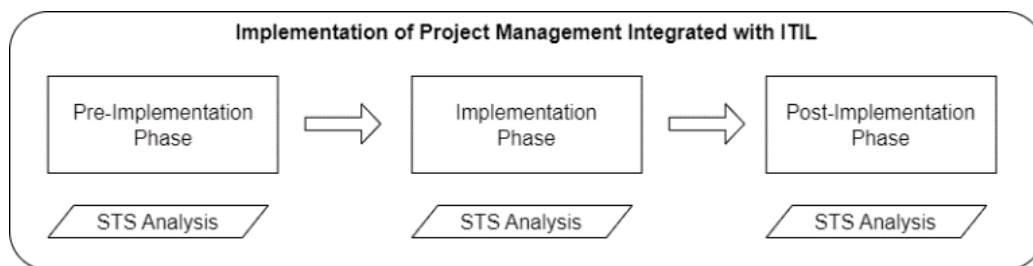 Implementation of Project Management Integrated with ITIL
Pre-Implementation
Phase
Implementation
Phase
Post-Implementation
Phase
STS Analysis
STS Analysis
STS Analysis